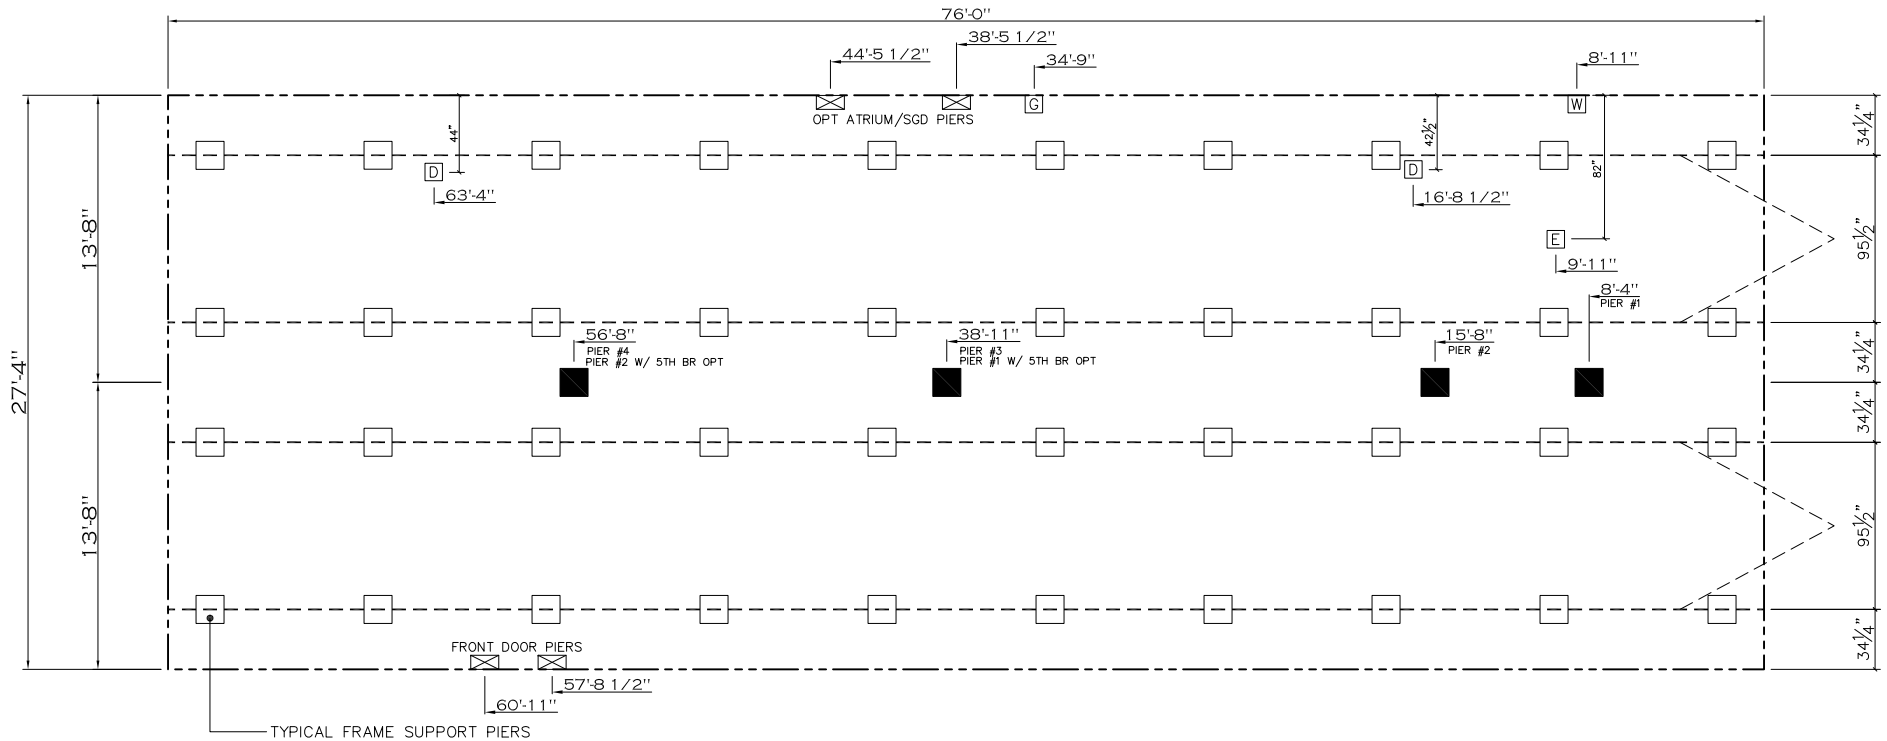 76'-0"
44'-5 1/2"
38'-5 1/2"
34'-9"
8'-11"
G
W
OPT ATRIUM/SGD PIERS
44"
42½"
34¼"
D
63'-4"
D
16'-8 1/2"
82"
13'-8"
95½"
E
9'-11"
8'-4"
PIER #1
56'-8"
PIER #4
PIER #2 W/ 5TH BR OPT
38'-11"
PIER #3
PIER #1 W/ 5TH BR OPT
15'-8"
PIER #2
34¼"
27'-4"
34¼"
13'-8"
95½"
FRONT DOOR PIERS
34¼"
57'-8 1/2"
60'-11"
TYPICAL FRAME SUPPORT PIERS